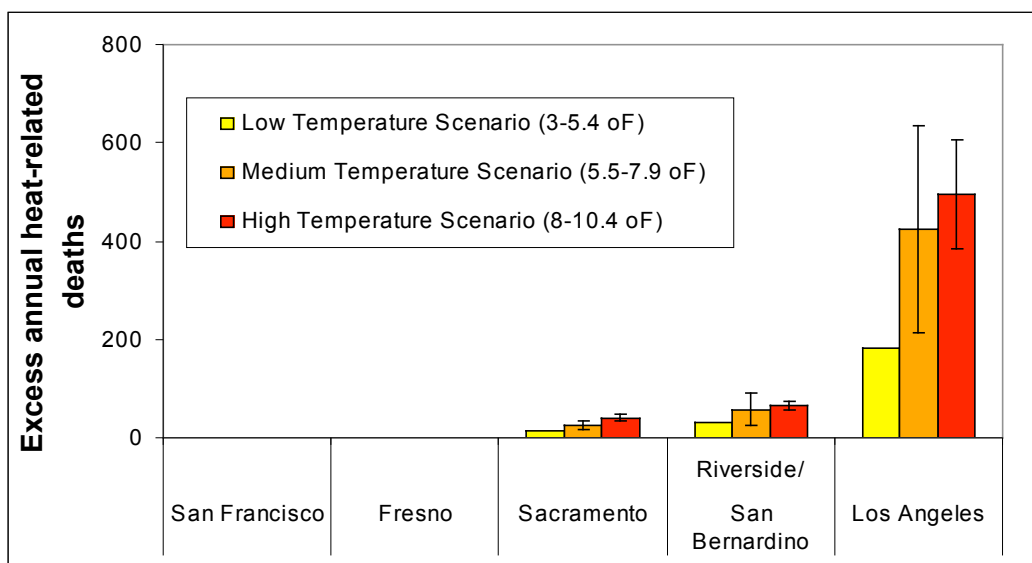 Excess annual heat-related
deaths
800
600
400
200
0
Low Temperature Scenario (3-5.4 oF)
Medium Temperature Scenario (5.5-7.9 oF)
High Temperature Scenario (8-10.4 oF)
San Francisco
Fresno
Sacramento
Riverside/
San
Bernardino
Los Angeles